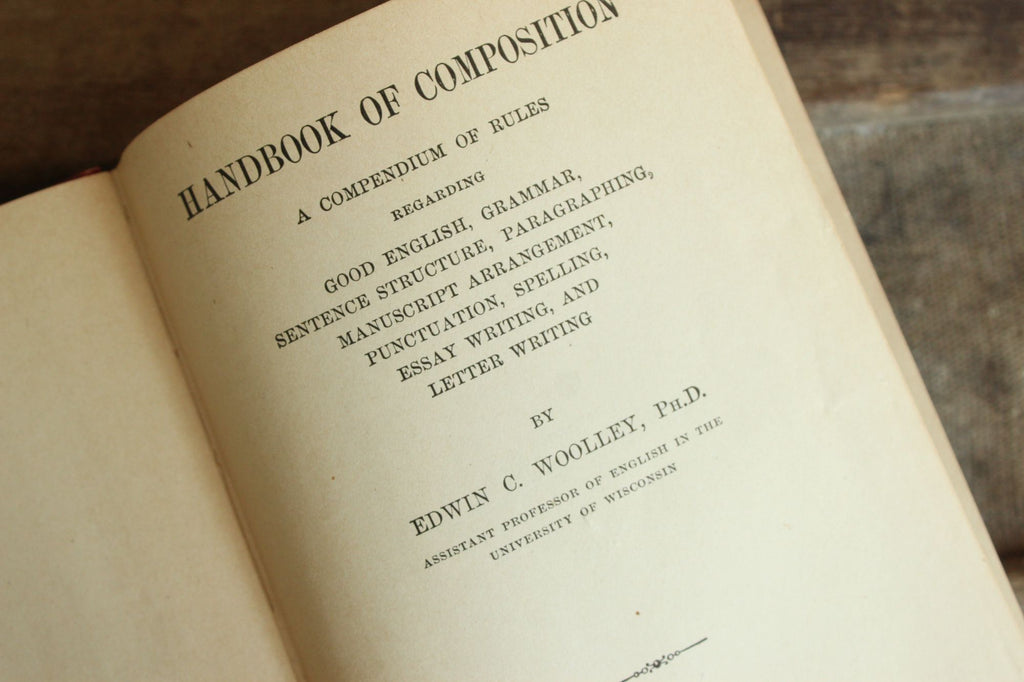 HANDBOOK OF COMPOSITION
A COMPENDIUM OF RULES
REGARDING
GOOD ENGLISH, GRAMMAR,
SENTENCE STRUCTURE, PARAGRAPHING,
MANUSCRIPT ARRANGEMENT,
PUNCTUATION, SPELLING,
ESSAY WRITING, AND
LETTER WRITING
BY
EDWIN C. WOOLLEY, PH.D.
ASSISTANT PROFESSOR OF ENGLISH IN THE
UNIVERSITY OF WISCONSIN